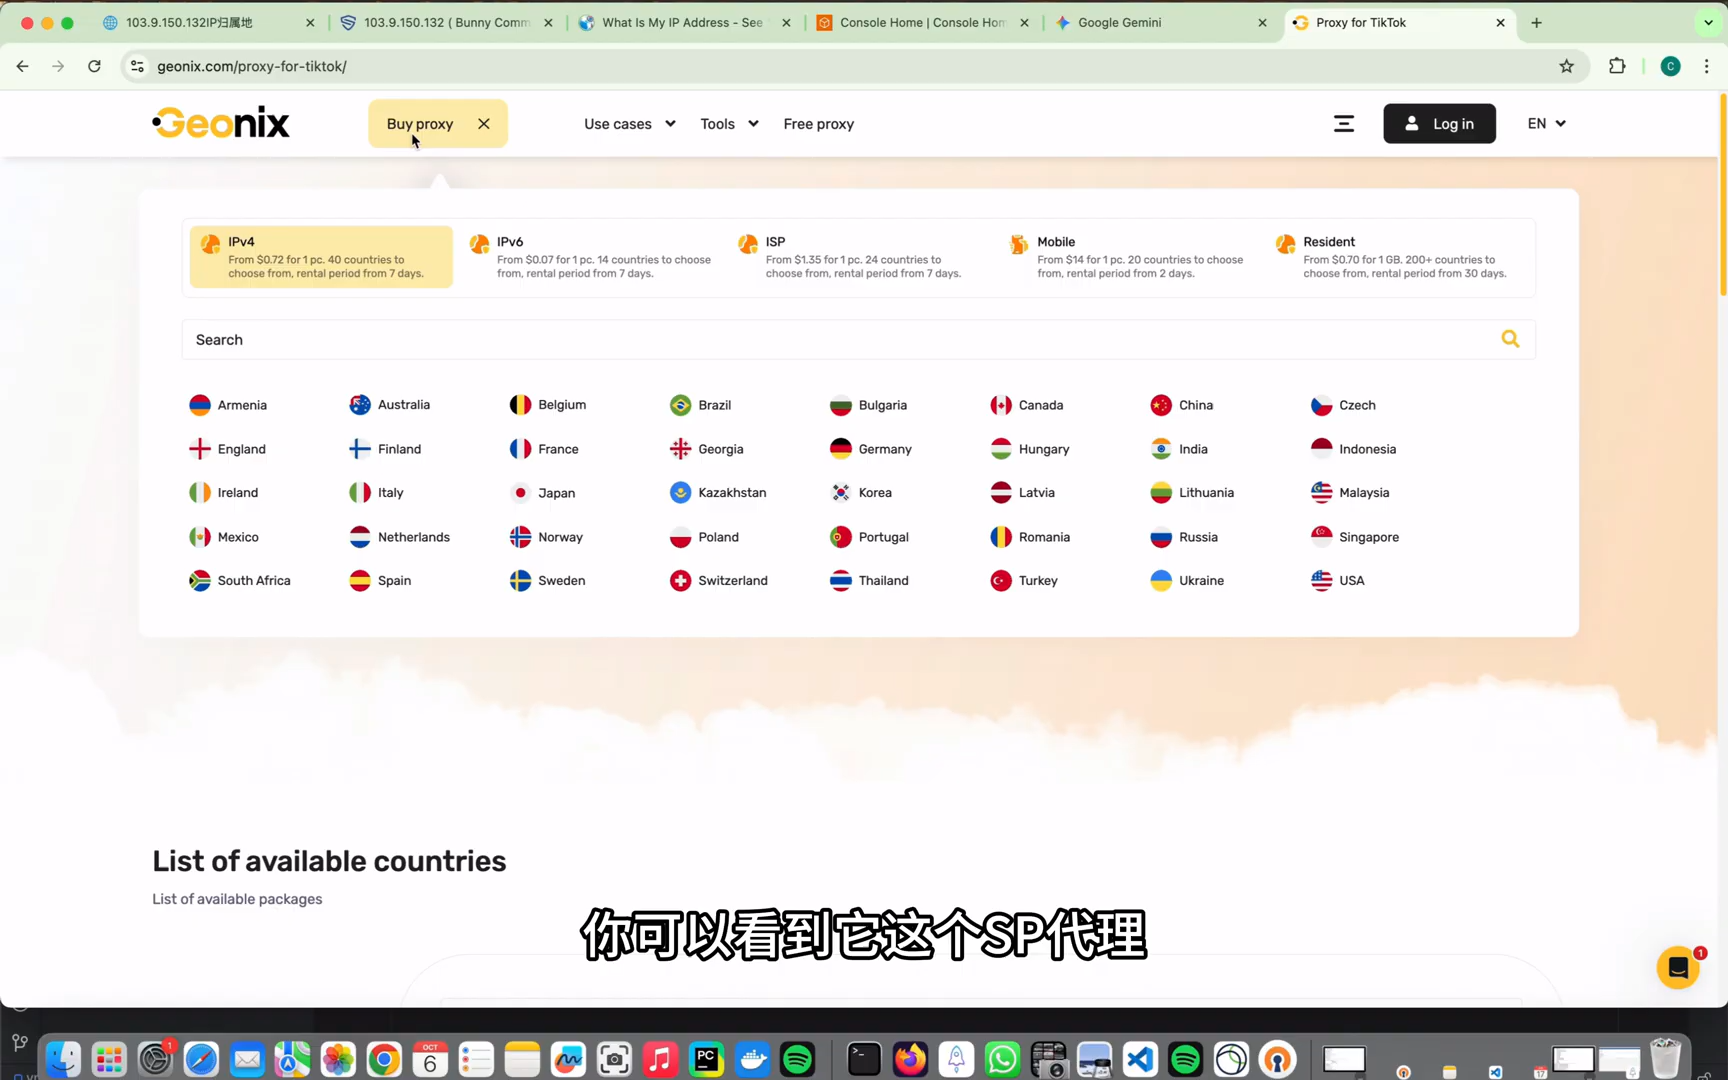 103.9.150.132IP归属地
103.9.150.132 ( Bunny Comm
What Is My IP Address - See
Console Home | Console Hom
Google Gemini
Proxy for TikTok
geonix.com/proxy-for-tiktok/
C
Geonix
Buy proxy
Use cases
Tools
Free proxy
Log in
EN
IPv4
From $0.72 for 1 pc. 40 countries to
choose from, rental period from 7 days.
IPv6
From $0.07 for 1 pc. 14 countries to choose
from, rental period from 7 days.
ISP
From $1.35 for 1 pc. 24 countries to
choose from, rental period from 7 days.
Mobile
From $14 for 1 pc. 20 countries to choose
from, rental period from 2 days.
Resident
From $0.70 for 1 GB. 200+ countries to
choose from, rental period from 30 days.
Search
Armenia
Australia
Belgium
Brazil
Bulgaria
Canada
China
Czech
England
Finland
France
Georgia
Germany
Hungary
India
Indonesia
Ireland
Italy
Japan
Kazakhstan
Korea
Latvia
Lithuania
Malaysia
Mexico
Netherlands
Norway
Poland
Portugal
Romania
Russia
Singapore
South Africa
Spain
Sweden
Switzerland
Thailand
Turkey
Ukraine
USA
List of available countries
List of available packages
你可以看到它这个SP代理
1
1
OCT
6
PC
17